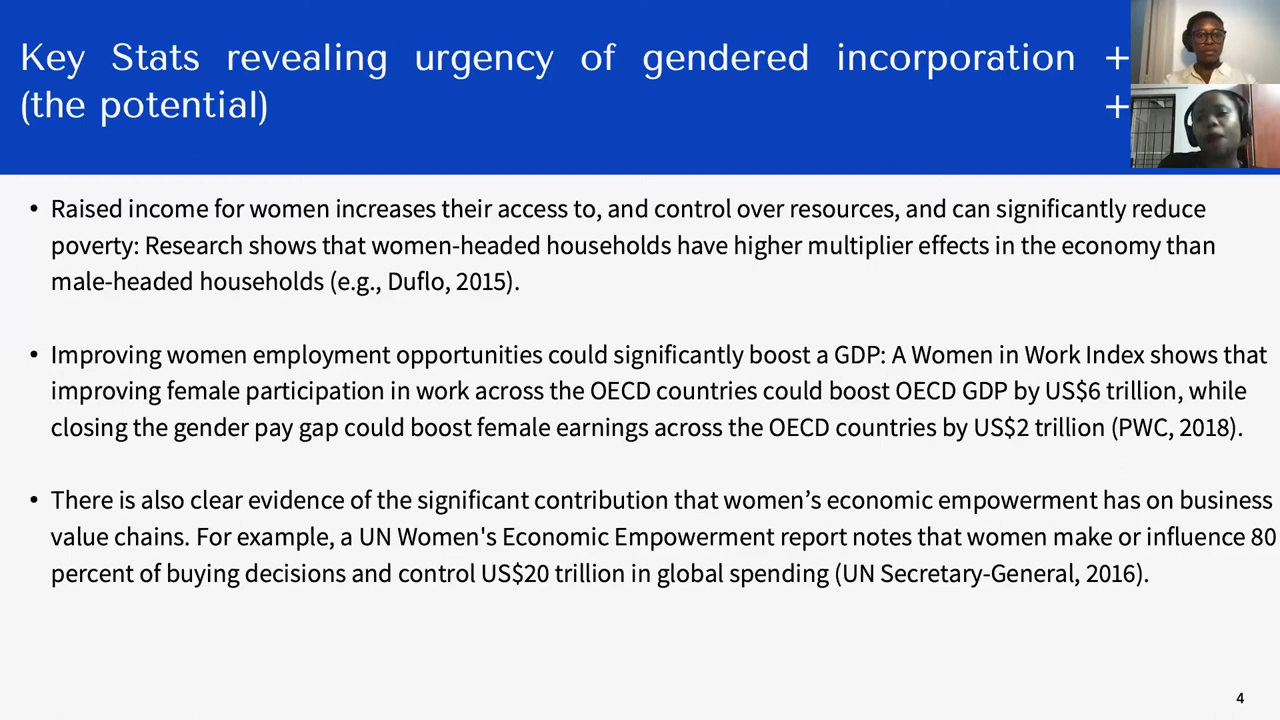 Key Stats revealing urgency of gendered incorporation +
(the potential) +
• Raised income for women increases their access to, and control over resources, and can significantly reduce
poverty: Research shows that women-headed households have higher multiplier effects in the economy than
male-headed households (e.g., Duflo, 2015).
• Improving women employment opportunities could significantly boost a GDP: A Women in Work Index shows that
improving female participation in work across the OECD countries could boost OECD GDP by US$6 trillion, while
closing the gender pay gap could boost female earnings across the OECD countries by US$2 trillion (PWC, 2018).
• There is also clear evidence of the significant contribution that women’s economic empowerment has on business
value chains. For example, a UN Women's Economic Empowerment report notes that women make or influence 80
percent of buying decisions and control US$20 trillion in global spending (UN Secretary-General, 2016).
4